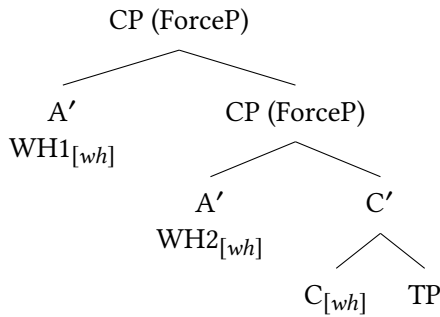 CP (ForceP)
A′ CP (ForceP)
WH1[wh]
A′ C′
WH2[wh]
C[wh] TP